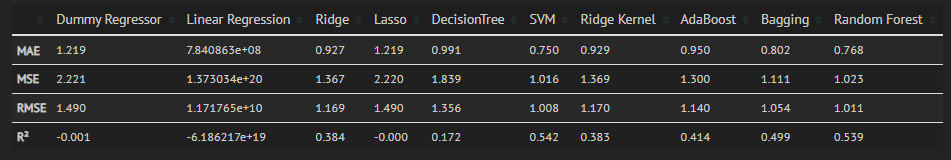 Dummy Regressor Linear Regression Ridge Lasso DecisionTree SVM Ridge Kernel AdaBoost Bagging Random Forest
MAE 1.219 7.840863e+08 0.927 1.219 0.991 0.750 0.929 0.950 0.802 0.768
MSE 2.221 1.373034e+20 1.367 2.220 1.839 1.016 1.369 1.300 1.111 1.023
RMSE 1.490 1.171765e+10 1.169 1.490 1.356 1.008 1.170 1.140 1.054 1.011
R² -0.001 -6.186217e+19 0.384 -0.000 0.172 0.542 0.383 0.414 0.499 0.539